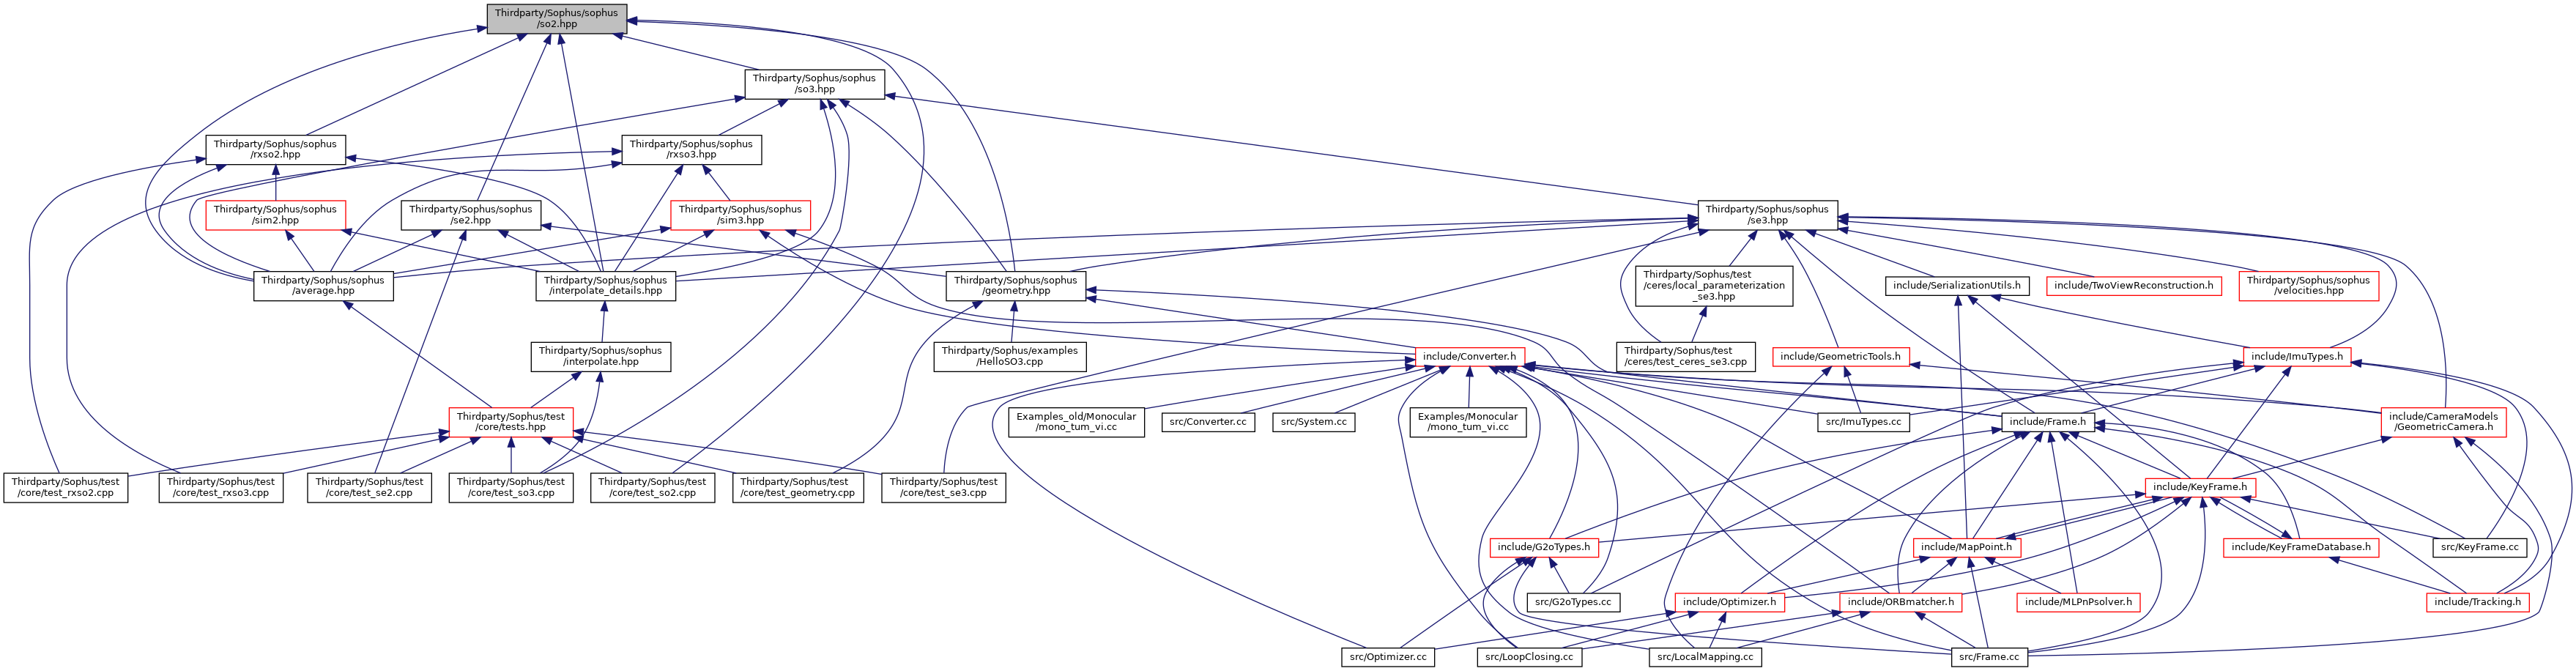 Thirdparty/Sophus/sophus
/so2.hpp
Thirdparty/Sophus/sophus
/so3.hpp
Thirdparty/Sophus/sophus
/rxso2.hpp
Thirdparty/Sophus/sophus
/rxso3.hpp
Thirdparty/Sophus/sophus
/sim2.hpp
Thirdparty/Sophus/sophus
/se2.hpp
Thirdparty/Sophus/sophus
/sim3.hpp
Thirdparty/Sophus/sophus
/se3.hpp
Thirdparty/Sophus/sophus
/average.hpp
Thirdparty/Sophus/sophus
/interpolate_details.hpp
Thirdparty/Sophus/sophus
/geometry.hpp
Thirdparty/Sophus/test
/ceres/local_parameterization
_se3.hpp
include/SerializationUtils.h
include/TwoViewReconstruction.h
Thirdparty/Sophus/sophus
/velocities.hpp
Thirdparty/Sophus/sophus
/interpolate.hpp
Thirdparty/Sophus/examples
/HelloSO3.cpp
include/Converter.h
Thirdparty/Sophus/test
/ceres/test_ceres_se3.cpp
include/GeometricTools.h
include/ImuTypes.h
Thirdparty/Sophus/test
/core/tests.hpp
Examples_old/Monocular
/mono_tum_vi.cc
src/Converter.cc
src/System.cc
Examples/Monocular
/mono_tum_vi.cc
src/ImuTypes.cc
include/Frame.h
include/CameraModels
/GeometricCamera.h
Thirdparty/Sophus/test
/core/test_rxso2.cpp
Thirdparty/Sophus/test
/core/test_rxso3.cpp
Thirdparty/Sophus/test
/core/test_se2.cpp
Thirdparty/Sophus/test
/core/test_so3.cpp
Thirdparty/Sophus/test
/core/test_so2.cpp
Thirdparty/Sophus/test
/core/test_geometry.cpp
Thirdparty/Sophus/test
/core/test_se3.cpp
include/KeyFrame.h
include/G2oTypes.h
include/MapPoint.h
include/KeyFrameDatabase.h
src/KeyFrame.cc
src/G2oTypes.cc
include/Optimizer.h
include/ORBmatcher.h
include/MLPnPsolver.h
include/Tracking.h
src/Optimizer.cc
src/LoopClosing.cc
src/LocalMapping.cc
src/Frame.cc